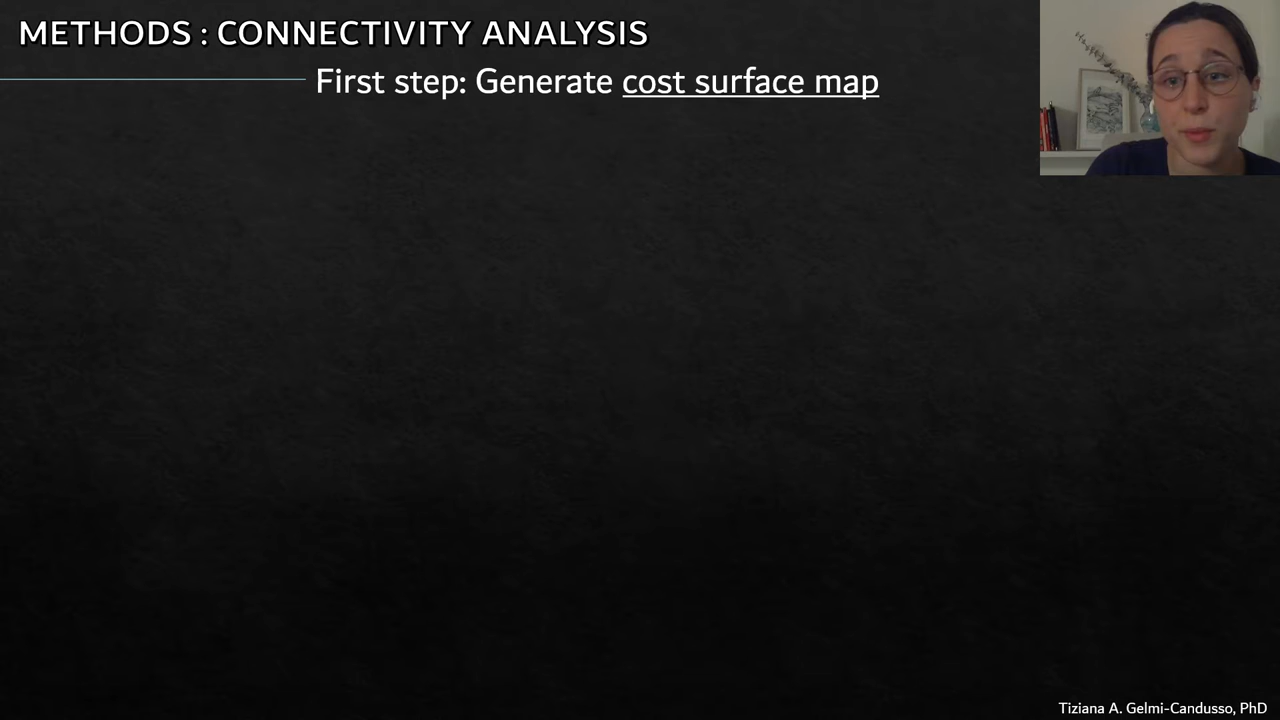 METHODS : CONNECTIVITY ANALYSIS
First step: Generate cost surface map
Tiziana A. Gelmi-Candusso, PhD